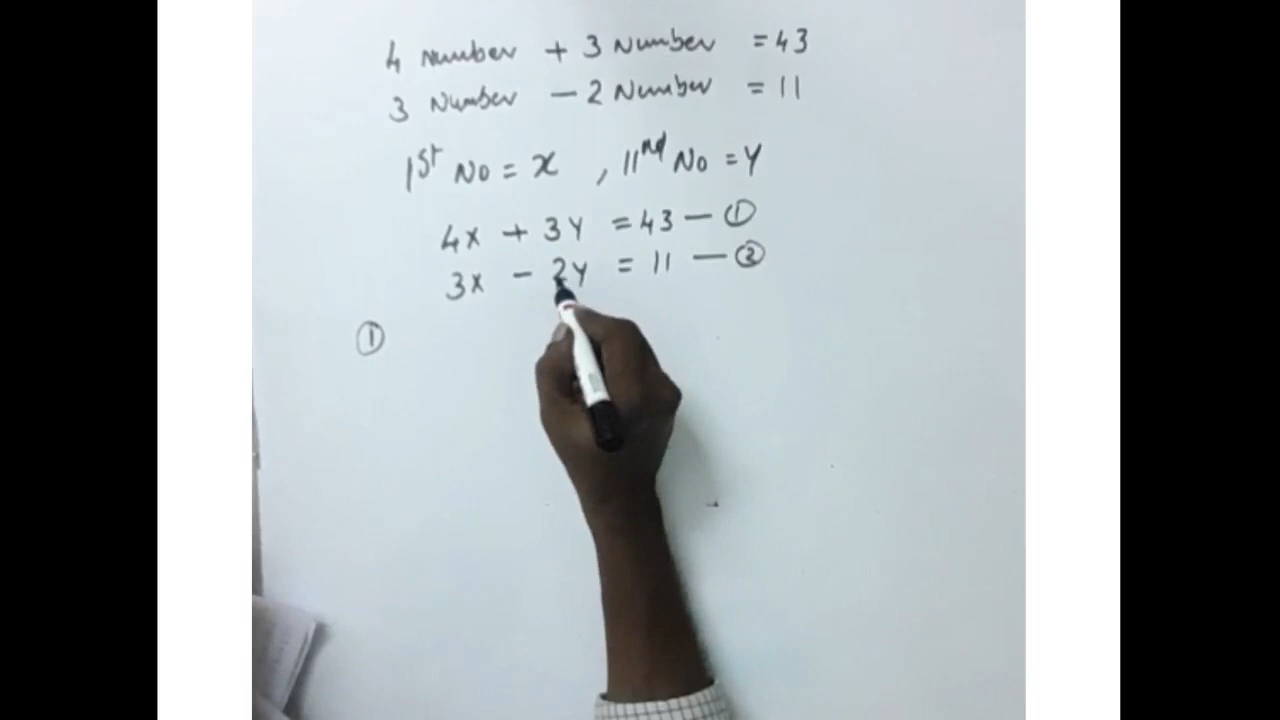 4 Number + 3 Number = 43
3 Number - 2 Number = 11
1st No = x , IInd No = Y
4x + 3Y = 43 — ①
3x - 2Y = 11 — ②
①